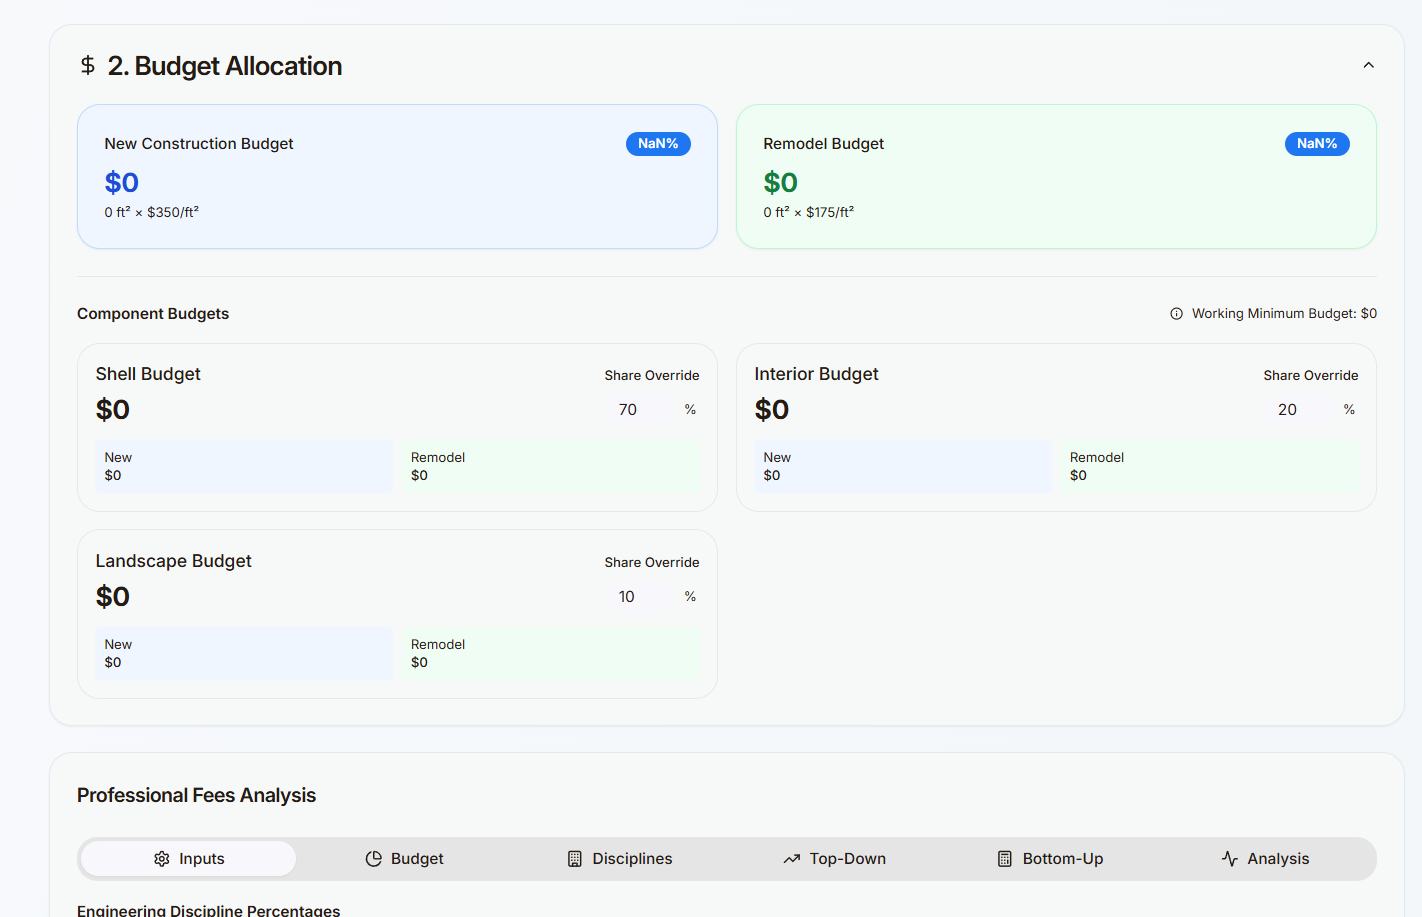 $ 2. Budget Allocation
New Construction Budget
NaN%
$0
0 ft² × $350/ft²
Remodel Budget
NaN%
$0
0 ft² × $175/ft²
Component Budgets
Working Minimum Budget: $0
Shell Budget
Share Override
$0
70 %
New
$0
Remodel
$0
Interior Budget
Share Override
$0
20 %
New
$0
Remodel
$0
Landscape Budget
Share Override
$0
10 %
New
$0
Remodel
$0
Professional Fees Analysis
Inputs
Budget
Disciplines
Top-Down
Bottom-Up
Analysis
Engineering Discipline Percentages